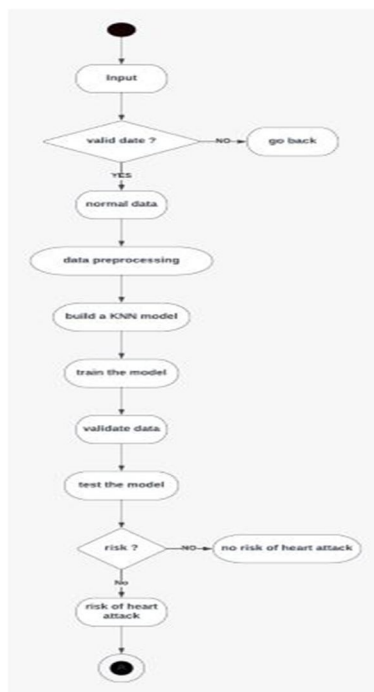 Input
valid date ?
NO
go back
YES
normal data
data preprocessing
build a KNN model
train the model
validate data
test the model
risk ?
NO
no risk of heart attack
No
risk of heart
attack